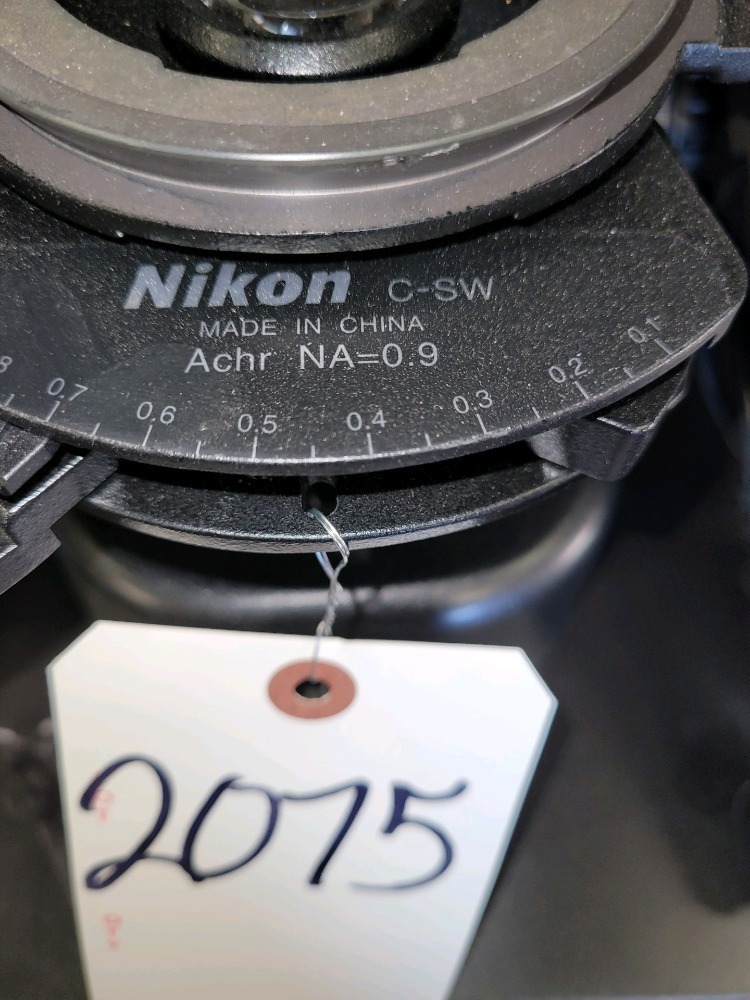 Nikon C-SW
MADE IN CHINA
Achr NA=0.9
8 0.7 0.6 0.5 0.4 0.3 0.2 0.1
2075